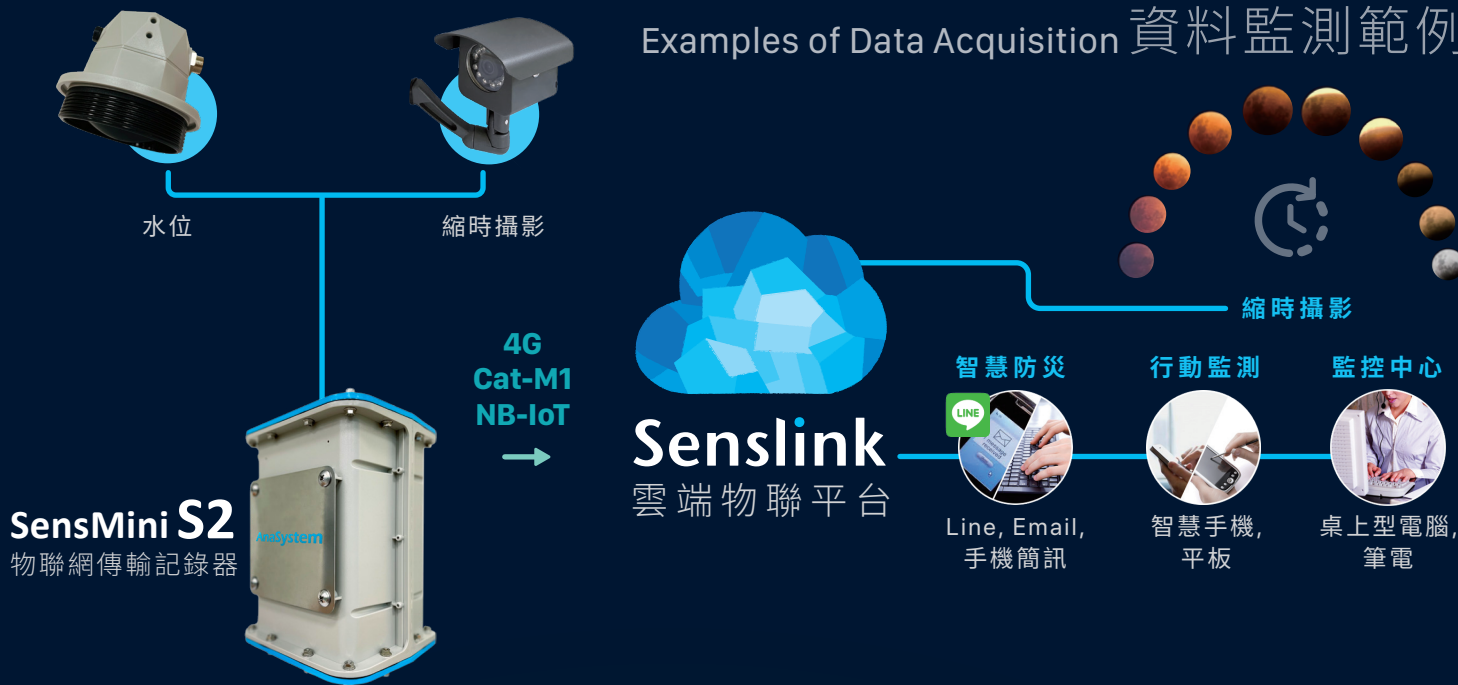 Examples of Data Acquisition 資料監測範例
水位
縮時攝影
縮時攝影
4G
Cat-M1
NB-IoT
Senslink
雲端物聯平台
智慧防災
行動監測
監控中心
LINE
Line, Email,
手機簡訊
智慧手機,
平板
桌上型電腦,
筆電
SensMini S2
物聯網傳輸記錄器
AnaSystem